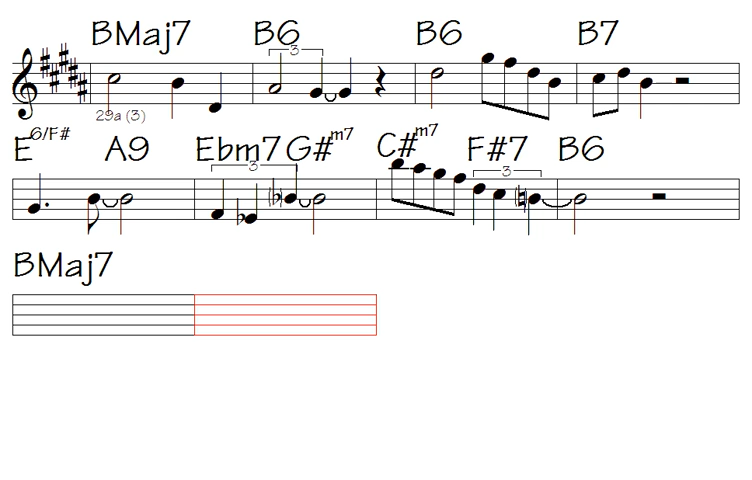 BMaj7 B6 B6 B7
3
29a (3)
E6/F# A9 Ebm7 G#m7 C#m7 F#7 B6
3 3
BMaj7